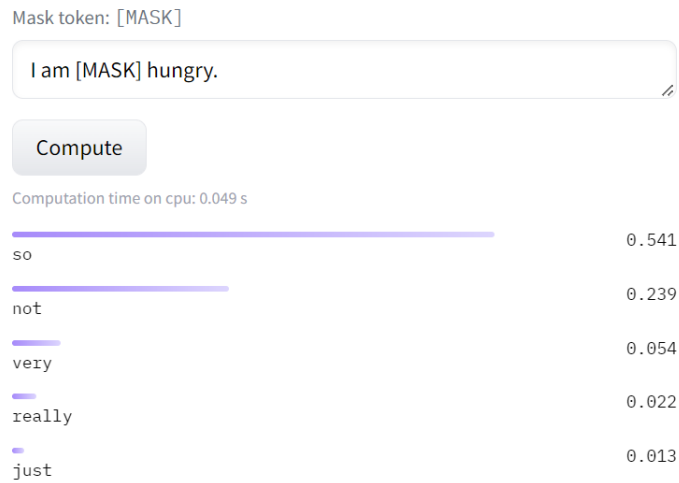 Mask token: [MASK]
I am [MASK] hungry.
Compute
Computation time on cpu: 0.049 s
so 0.541
not 0.239
very 0.054
really 0.022
just 0.013